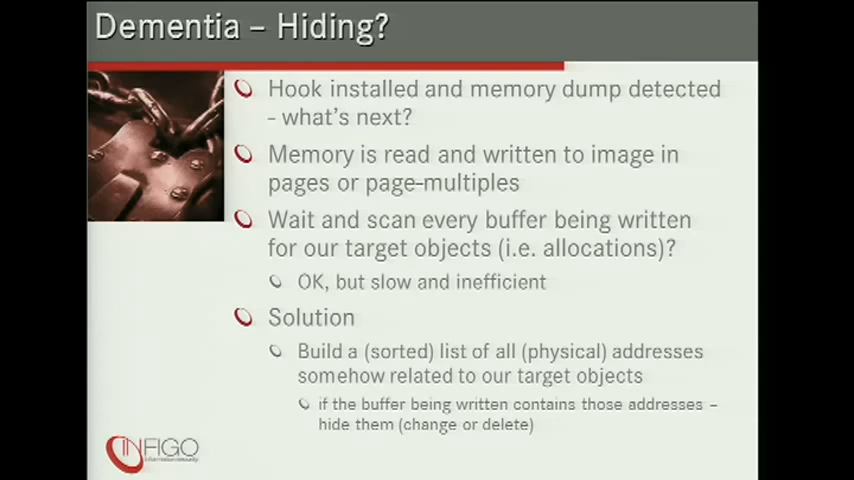 Dementia – Hiding?
Hook installed and memory dump detected
- what's next?
Memory is read and written to image in
pages or page-multiples
Wait and scan every buffer being written
for our target objects (i.e. allocations)?
OK, but slow and inefficient
Solution
Build a (sorted) list of all (physical) addresses
somehow related to our target objects
if the buffer being written contains those addresses –
hide them (change or delete)
INFIGO
information security